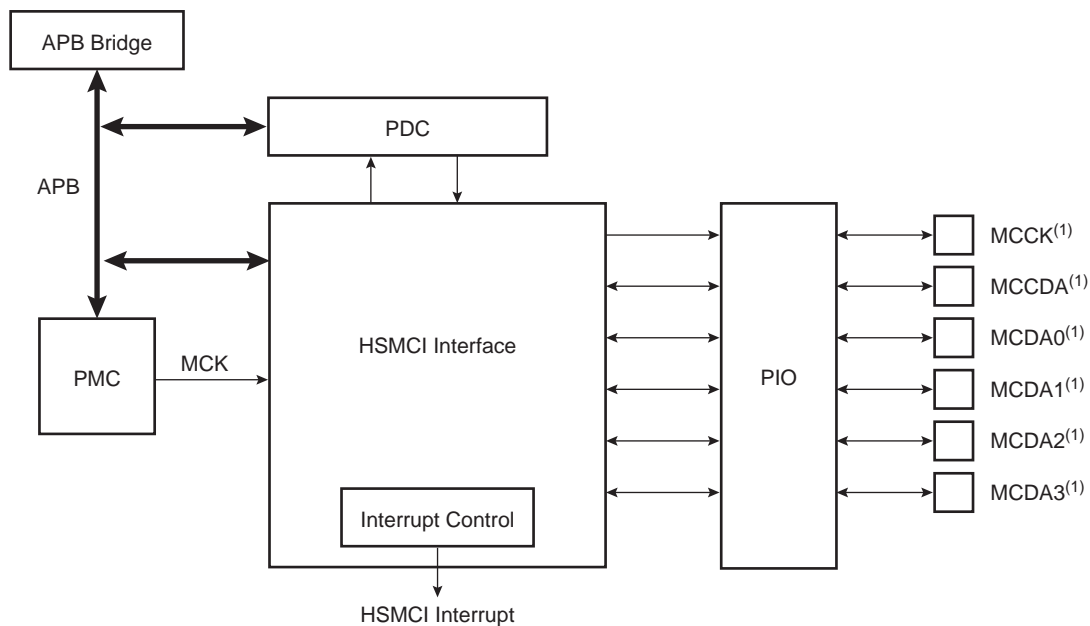 APB Bridge
PDC
APB
MCCK(1)
MCCDA(1)
HSMCI Interface
MCDA0(1)
PMC
MCK
PIO
MCDA1(1)
MCDA2(1)
MCDA3(1)
Interrupt Control
HSMCI Interrupt